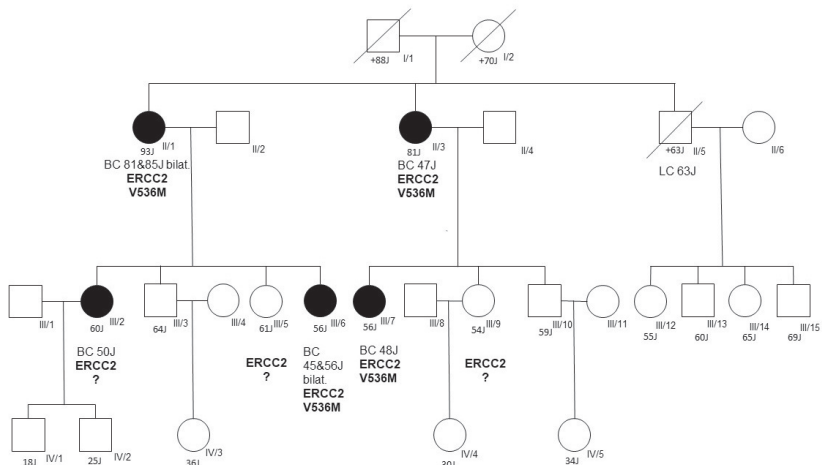 +88J I/1
+70J I/2
93J II/1
II/2
81J II/3
II/4
+63J II/5
II/6
BC 81&85J bilat.
ERCC2
V536M
BC 47J
ERCC2
V536M
LC 63J
III/1
60J III/2
64J III/3
III/4
61J III/5
56J III/6
56J III/7
III/8
54J III/9
59J III/10
III/11
55J III/12
60J III/13
65J III/14
69J III/15
BC 50J
ERCC2
?
ERCC2
?
BC
45&56J
bilat.
ERCC2
V536M
BC 48J
ERCC2
V536M
ERCC2
?
18J IV/1
25J IV/2
36J IV/3
IV/4
34J IV/5